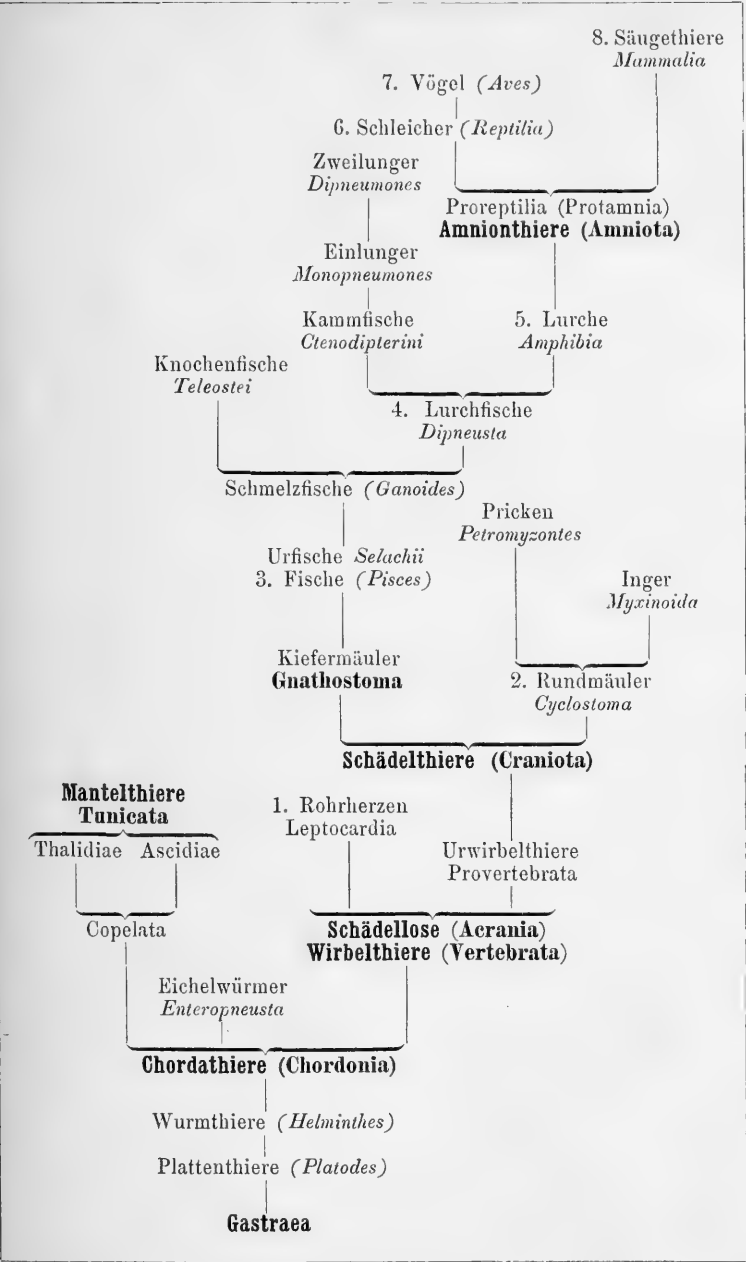 8. Säugethiere
Mammalia
7. Vögel (Aves)
6. Schleicher (Reptilia)
Zweilunger
Dipneumones
Proreptilia (Protamnia)
Amnionthiere (Amniota)
Einlunger
Monopneumones
Kammfische
Ctenodipterini
5. Lurche
Amphibia
Knochenfische
Teleostei
4. Lurchfische
Dipneusta
Schmelzfische (Ganoides)
Pricken
Petromyzontes
Urfische Selachii
3. Fische (Pisces)
Inger
Myxinoida
Kiefermäuler
Gnathostoma
2. Rundmäuler
Cyclostoma
Schädelthiere (Craniota)
Mantelthiere
Tunicata
Thalidiae Ascidiae
1. Rohrherzen
Leptocardia
Urwirbelthiere
Provertebrata
Copelata
Schädellose (Acrania)
Wirbelthiere (Vertebrata)
Eichelwürmer
Enteropneusta
Chordathiere (Chordonia)
Wurmthiere (Helminthes)
Plattenthiere (Platodes)
Gastraea